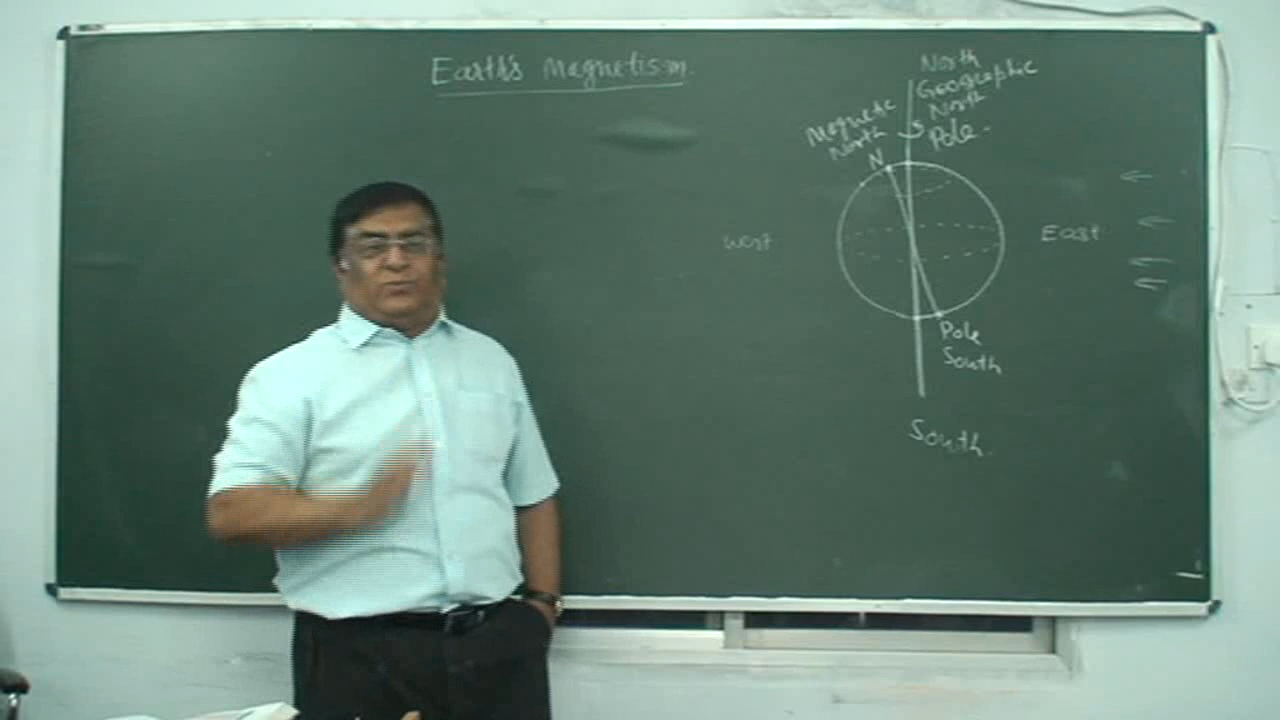 Earth's Magnetism.
North
Geographic
North
Pole.
Magnetic
North
N
West
East
Pole
South
South.